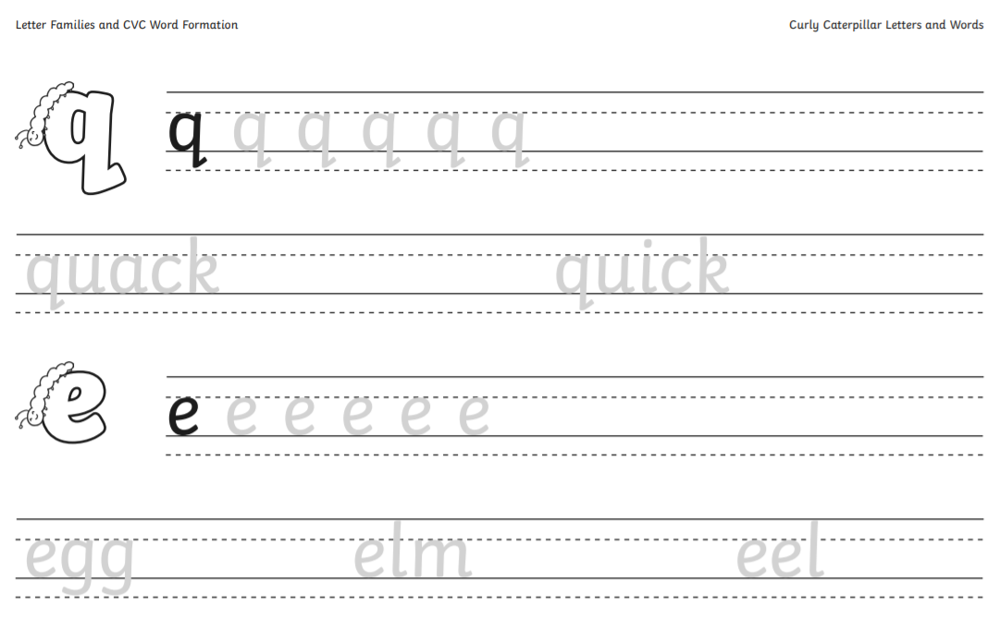 Letter Families and CVC Word Formation Curly Caterpillar Letters and Words
q q q q q q q
quack quick
e e e e e e e
egg elm eel